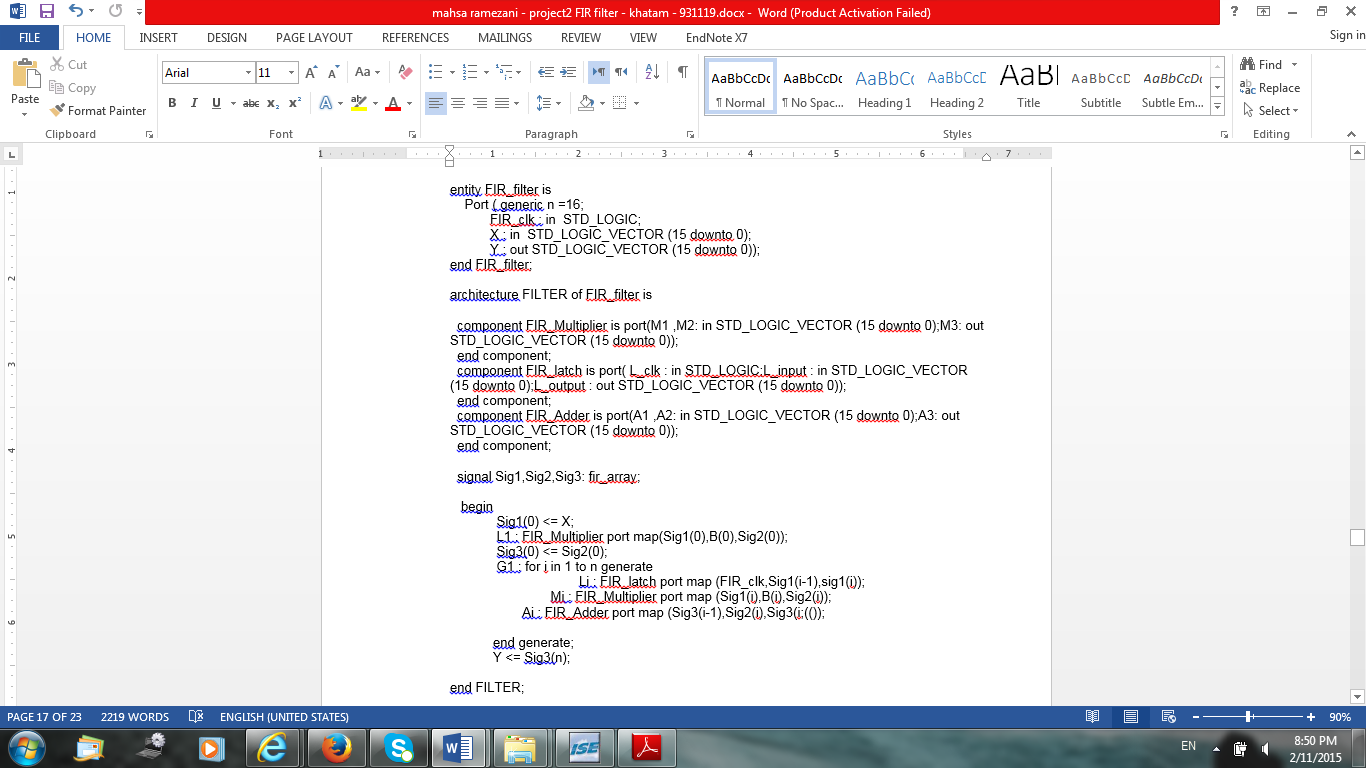 mahsa ramezani - project2 FIR filter - khatam - 931119.docx - Word (Product Activation Failed)
FILE HOME INSERT DESIGN PAGE LAYOUT REFERENCES MAILINGS REVIEW VIEW EndNote X7 Sign in
Paste Cut Copy Format Painter
Arial 11
AaBbCcDc AaBbCcDc AaBbCc AaBbCcC AaBl AaBbCcD AaBbCcD
¶ Normal ¶ No Spac... Heading 1 Heading 2 Title Subtitle Subtle Em...
Find Replace Select
Clipboard Font Paragraph Styles Editing
1 1 2 3 4 5 6 7
entity FIR_filter is
Port ( generic n =16;
FIR_clk : in STD_LOGIC;
X : in STD_LOGIC_VECTOR (15 downto 0);
Y : out STD_LOGIC_VECTOR (15 downto 0));
end FIR_filter;
architecture FILTER of FIR_filter is
component FIR_Multiplier is port(M1 ,M2: in STD_LOGIC_VECTOR (15 downto 0);M3: out
STD_LOGIC_VECTOR (15 downto 0));
end component;
component FIR_latch is port( L_clk : in STD_LOGIC;L_input : in STD_LOGIC_VECTOR
(15 downto 0);L_output : out STD_LOGIC_VECTOR (15 downto 0));
end component;
component FIR_Adder is port(A1 ,A2: in STD_LOGIC_VECTOR (15 downto 0);A3: out
STD_LOGIC_VECTOR (15 downto 0));
end component;
signal Sig1,Sig2,Sig3: fir_array;
begin
Sig1(0) <= X;
L1 : FIR_Multiplier port map(Sig1(0),B(0),Sig2(0));
Sig3(0) <= Sig2(0);
G1 : for i in 1 to n generate
Li : FIR_latch port map (FIR_clk,Sig1(i-1),sig1(i));
Mi : FIR_Multiplier port map (Sig1(i),B(i),Sig2(i));
Ai : FIR_Adder port map (Sig3(i-1),Sig2(i),Sig3(i;(());
end generate;
Y <= Sig3(n);
end FILTER;
PAGE 17 OF 23 2219 WORDS ENGLISH (UNITED STATES) 90%
ISE EN 8:50 PM
2/11/2015